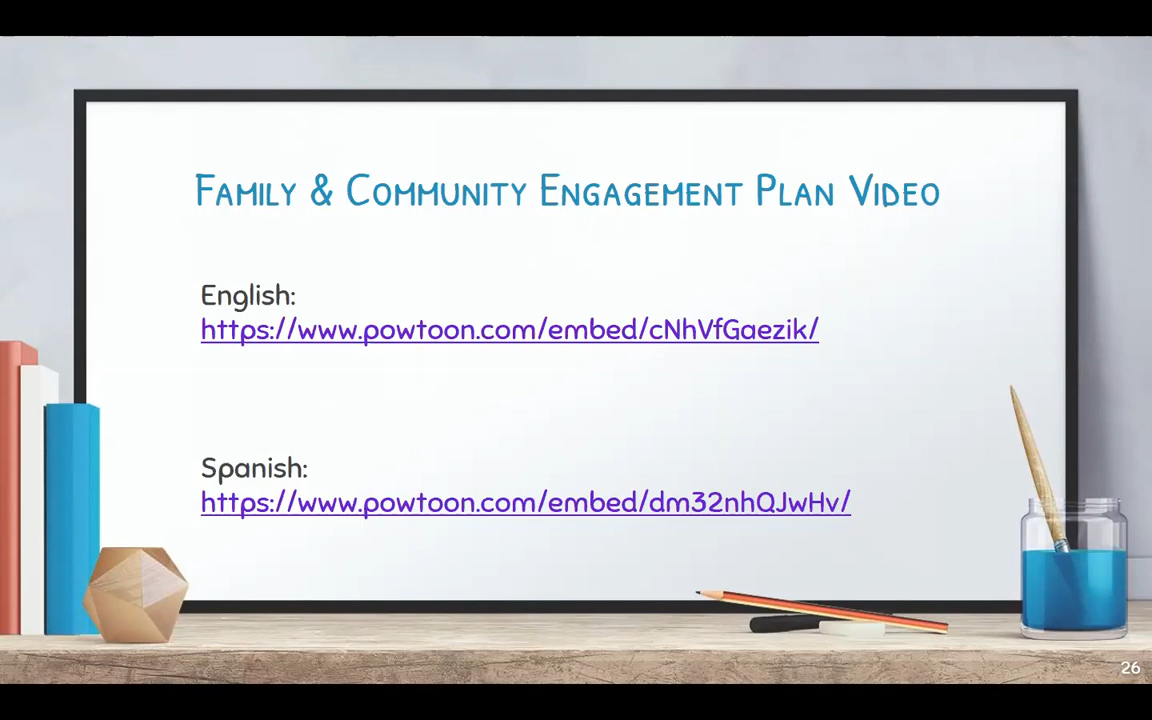 Family & Community Engagement Plan Video
English:
https://www.powtoon.com/embed/cNhVfGaezik/
Spanish:
https://www.powtoon.com/embed/dm32nhQJwHv/
26